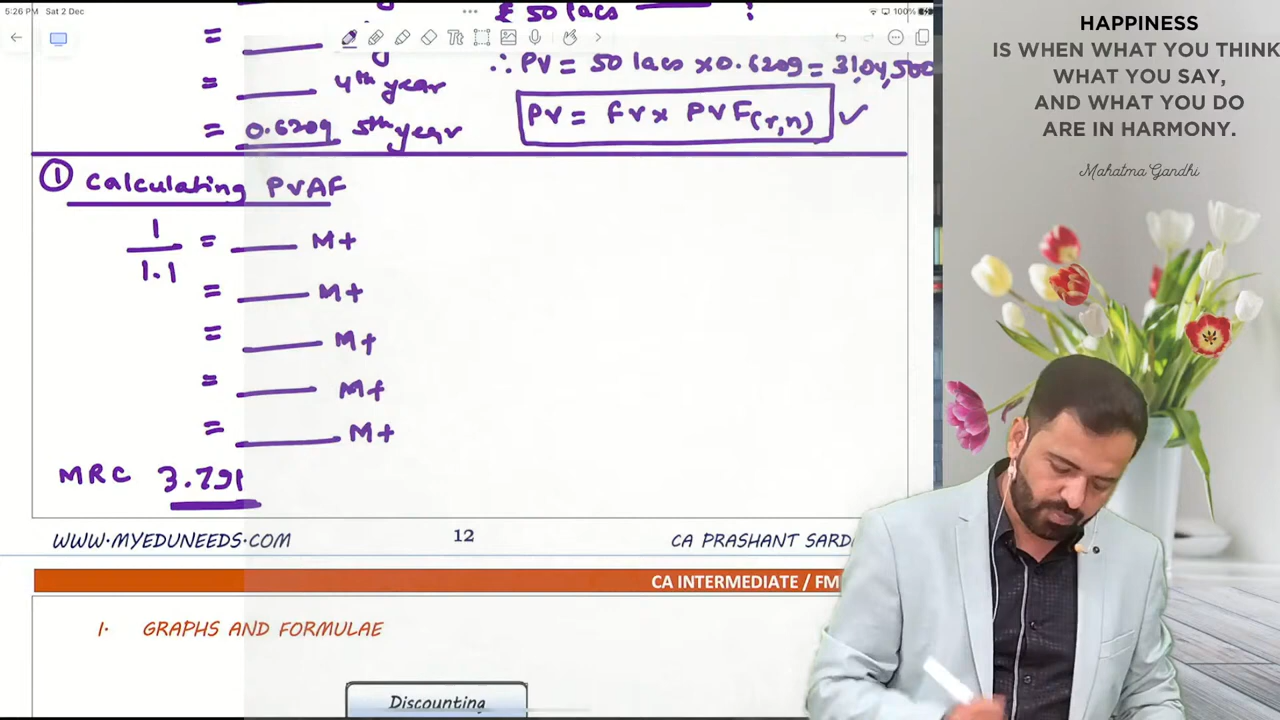 5:26 PM Sat 2 Dec
100%
₹ 50 lacs ?
=
= 4th year
= 0.6209 5th year
∴ PV = 50 lacs x 0.6209 = 31,04,500
PV = FV x PVF(r,n) ✓
① Calculating PVAF
1/1.1 = M+
= M+
= M+
= M+
= M+
MRC 3.791
WWW.MYEDUNEEDS.COM 12 CA PRASHANT SARD
CA INTERMEDIATE / FM
1. GRAPHS AND FORMULAE
Discounting
HAPPINESS
IS WHEN WHAT YOU THINK
WHAT YOU SAY,
AND WHAT YOU DO
ARE IN HARMONY.
Mahatma Gandhi